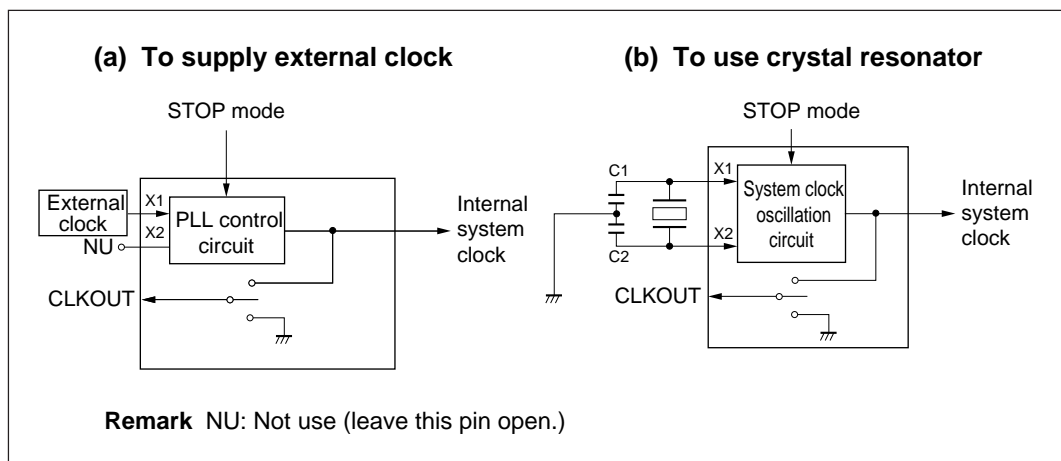 (a) To supply external clock
STOP mode
External
clock
X1
X2
NU
PLL control
circuit
Internal
system
clock
CLKOUT
(b) To use crystal resonator
STOP mode
C1
C2
X1
X2
System clock
oscillation
circuit
Internal
system
clock
CLKOUT
Remark NU: Not use (leave this pin open.)